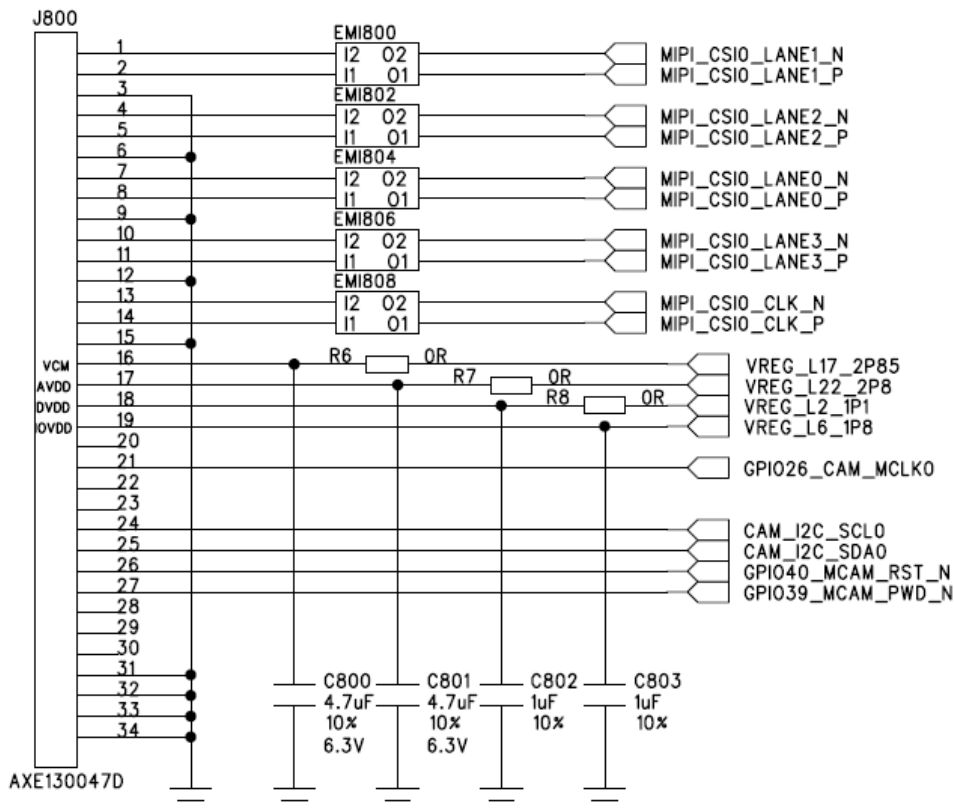 J800
EMI800
1 I2 O2 MIPI_CSI0_LANE1_N
2 I1 O1 MIPI_CSI0_LANE1_P
3
EMI802
4 I2 O2 MIPI_CSI0_LANE2_N
5 I1 O1 MIPI_CSI0_LANE2_P
6
EMI804
7 I2 O2 MIPI_CSI0_LANE0_N
8 I1 O1 MIPI_CSI0_LANE0_P
9
EMI806
10 I2 O2 MIPI_CSI0_LANE3_N
11 I1 O1 MIPI_CSI0_LANE3_P
12
EMI808
13 I2 O2 MIPI_CSI0_CLK_N
14 I1 O1 MIPI_CSI0_CLK_P
15
VCM 16 R6 0R VREG_L17_2P85
AVDD 17 R7 0R VREG_L22_2P8
DVDD 18 R8 0R VREG_L2_1P1
IOVDD 19 VREG_L6_1P8
20
21 GPIO26_CAM_MCLK0
22
23
24 CAM_I2C_SCL0
25 CAM_I2C_SDA0
26 GPIO40_MCAM_RST_N
27 GPIO39_MCAM_PWD_N
28
29
30
31 C800 C801 C802 C803
32 4.7uF 4.7uF 1uF 1uF
33 10% 10% 10% 10%
34 6.3V 6.3V
AXE130047D